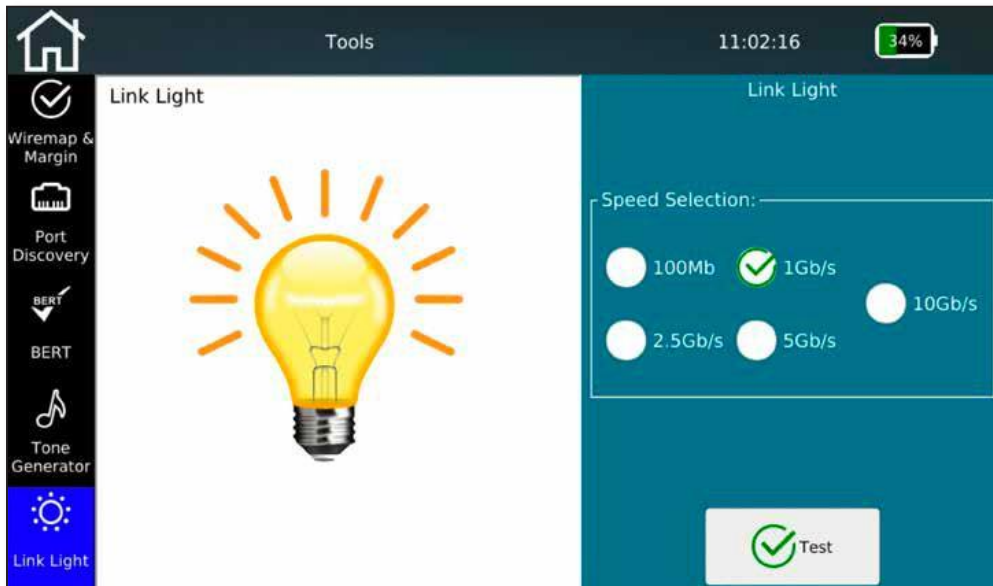 Tools
11:02:16
34%
Wiremap &
Margin
Port
Discovery
BERT
BERT
Tone
Generator
Link Light
Link Light
Link Light
Speed Selection:
100Mb
1Gb/s
10Gb/s
2.5Gb/s
5Gb/s
Test